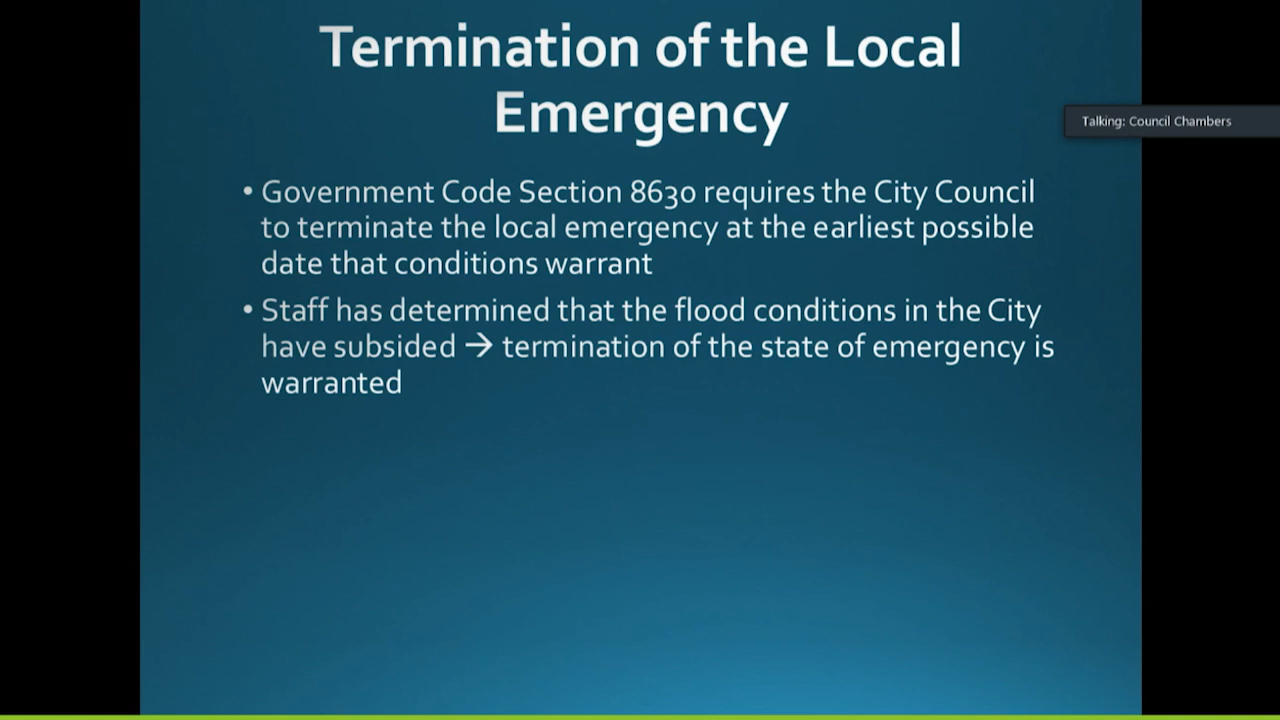 Termination of the Local
Emergency
Talking: Council Chambers
• Government Code Section 8630 requires the City Council
to terminate the local emergency at the earliest possible
date that conditions warrant
• Staff has determined that the flood conditions in the City
have subsided → termination of the state of emergency is
warranted